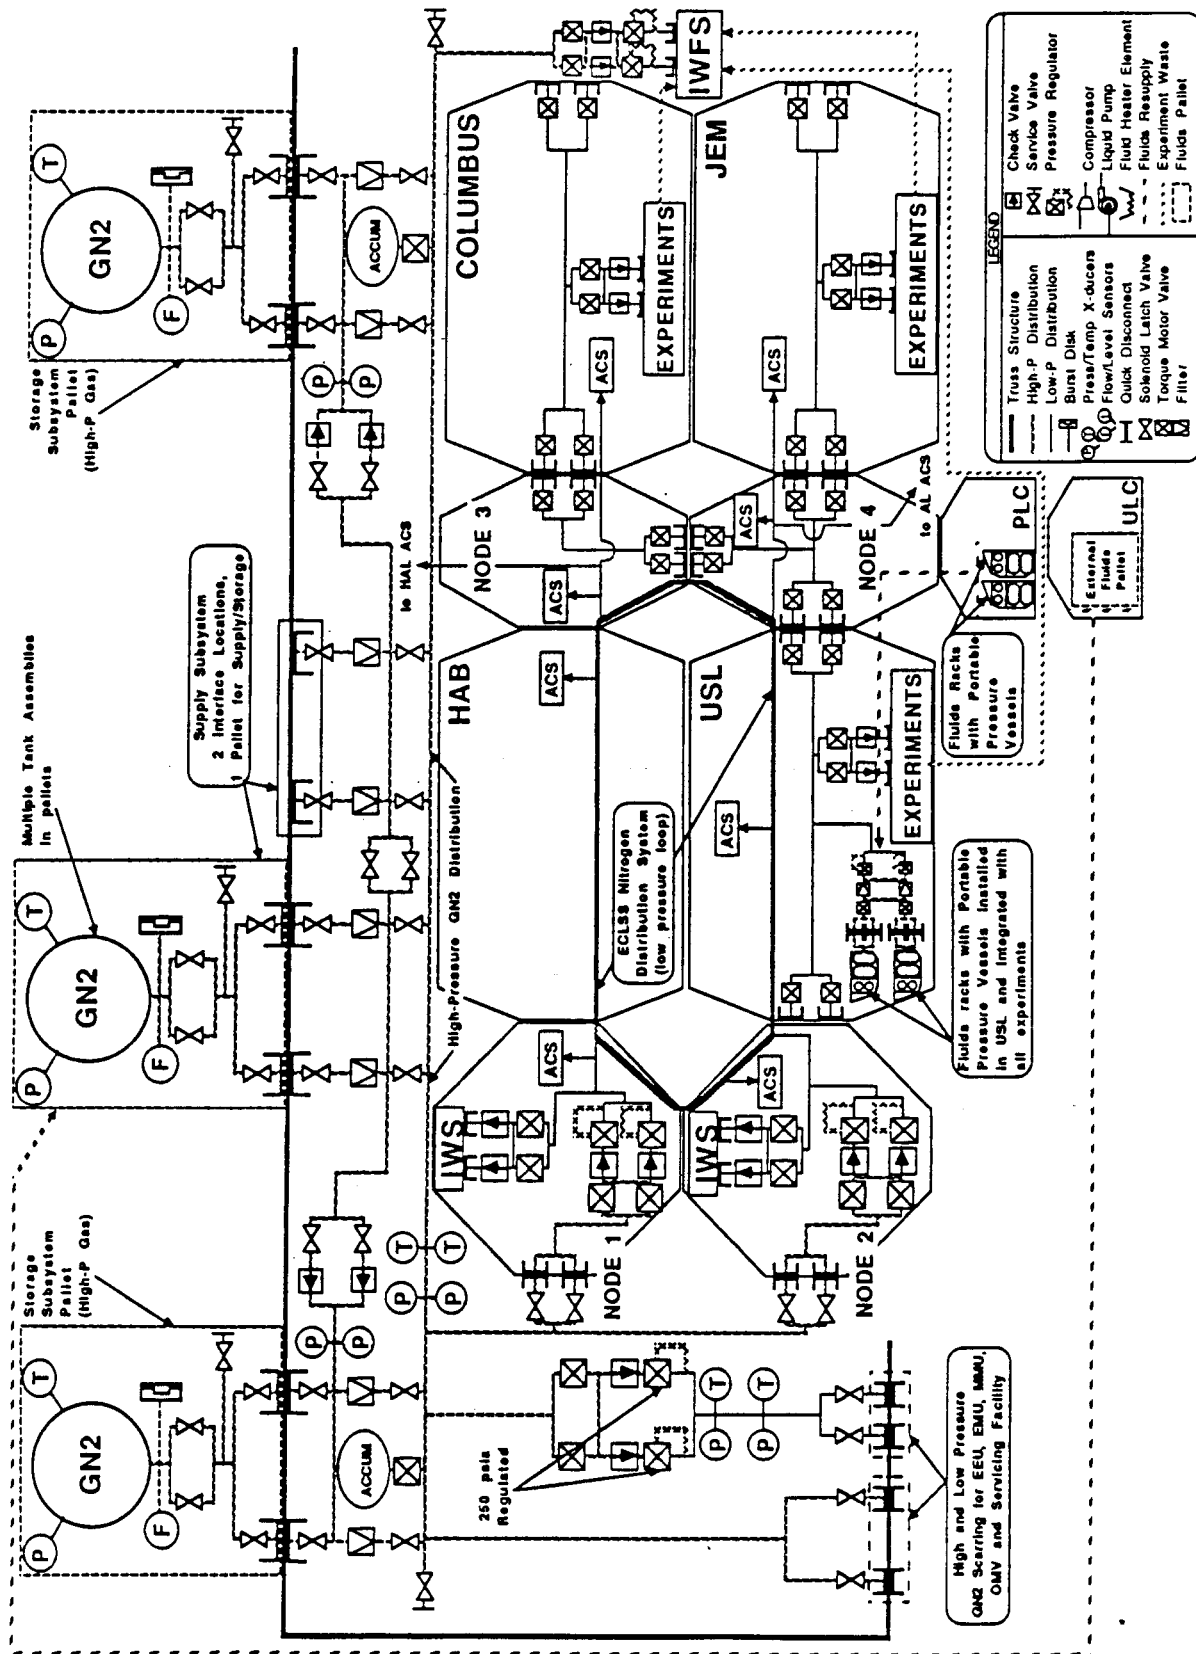 Storage
Subsystem
Pallet
(High-P Gas)
Multiple Tank Assemblies
in pallets
Storage
Subsystem
Pallet
(High-P Gas)
P
T
GN2
F
P
T
GN2
F
P
T
GN2
F
Supply Subsystem
2 Interface Locations,
1 Pallet for Supply/Storage
ACCUM
P
P
P
P
ACCUM
P
P
T
T
to HAL ACS
High-Pressure GN2 Distribution
250 psia
Regulated
P
T
P
T
High and Low Pressure
GN2 Scarring for EEU, EMU, MMU,
OMV and Servicing Facility
IWS
ACS
NODE 1
IWS
ACS
NODE 2
HAB
ACS
ECLSS Nitrogen
Distribution System
(low pressure loop)
USL
ACS
EXPERIMENTS
Fluids racks with Portable
Pressure Vessels Installed
in USL and Integrated with
all experiments
NODE 3
ACS
ACS
NODE 4
ACS
ACS
to AL ACS
COLUMBUS
EXPERIMENTS
JEM
EXPERIMENTS
IWFS
PLC
Fluids Racks
with Portable
Pressure
Vessels
ULC
External
Fluids
Pallet
LEGEND
Truss Structure
High-P Distribution
Low-P Distribution
Burst Disk
Press/Temp X-ducers
Flow/Level Sensors
Quick Disconnect
Solenoid Latch Valve
Torque Motor Valve
Filter
Check Valve
Service Valve
Pressure Regulator
Compressor
Liquid Pump
Fluid Heater Element
Fluids Resupply
Experiment Waste
Fluids Pallet